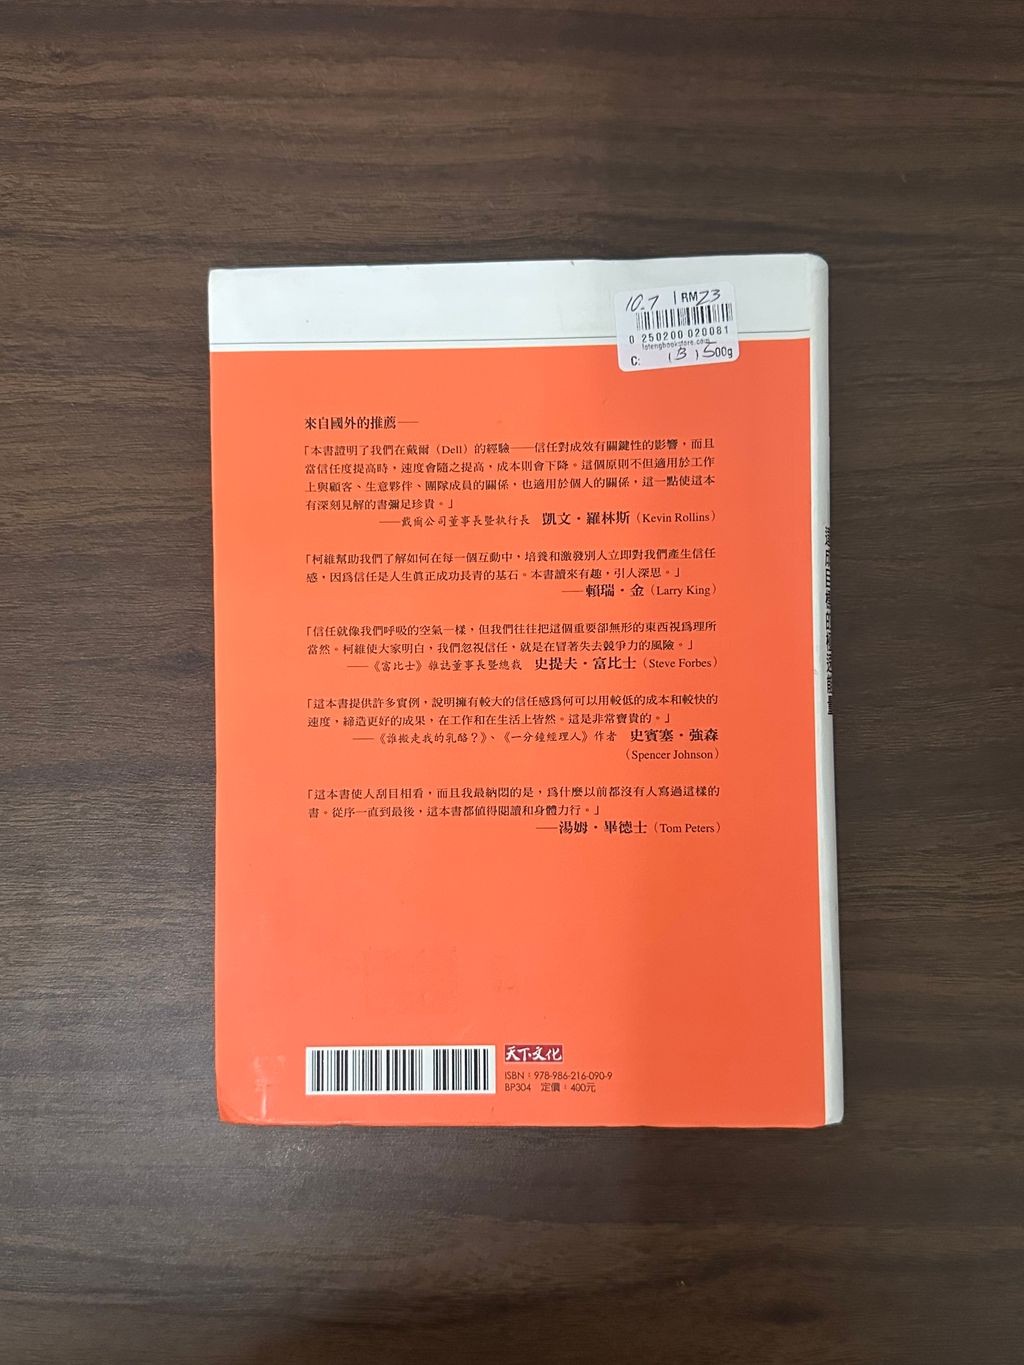 10.7 RM23
0 250200 020081
lotengbookstore.com
C: 13 1500g
來自國外的推薦——
「本書證明了我們在戴爾（Dell）的經驗——信任對成效有關鍵性的影響，而且
當信任度提高時，速度會隨之提高，成本則會下降。這個原則不但適用於工作
上與顧客、生意夥伴、團隊成員的關係，也適用於個人的關係，這一點使這本
有深刻見解的書彌足珍貴。」
——戴爾公司董事長暨執行長 凱文・羅林斯（Kevin Rollins）
「柯維幫助我們了解如何在每一個互動中，培養和激發別人立即對我們產生信任
感，因為信任是人生真正成功長青的基石。本書讀來有趣，引人深思。」
——賴瑞・金（Larry King）
「信任就像我們呼吸的空氣一樣，但我們往往把這個重要卻無形的東西視為理所
當然。柯維使大家明白，我們忽視信任，就是在冒著失去競爭力的風險。」
——《富比士》雜誌董事長暨總裁 史提夫・富比士（Steve Forbes）
「這本書提供許多實例，說明擁有較大的信任感為何可以用較低的成本和較快的
速度，締造更好的成果，在工作和在生活上皆然。這是非常寶貴的。」
——《誰搬走我的乳酪？》、《一分鐘經理人》作者 史賓塞・強森
（Spencer Johnson）
「這本書使人刮目相看，而且我最納悶的是，為什麼以前都沒有人寫過這樣的
書。從序一直到最後，這本書都值得閱讀和身體力行。」
——湯姆・畢德士（Tom Peters）
天下文化
ISBN：978-986-216-090-9
BP304 定價：400元